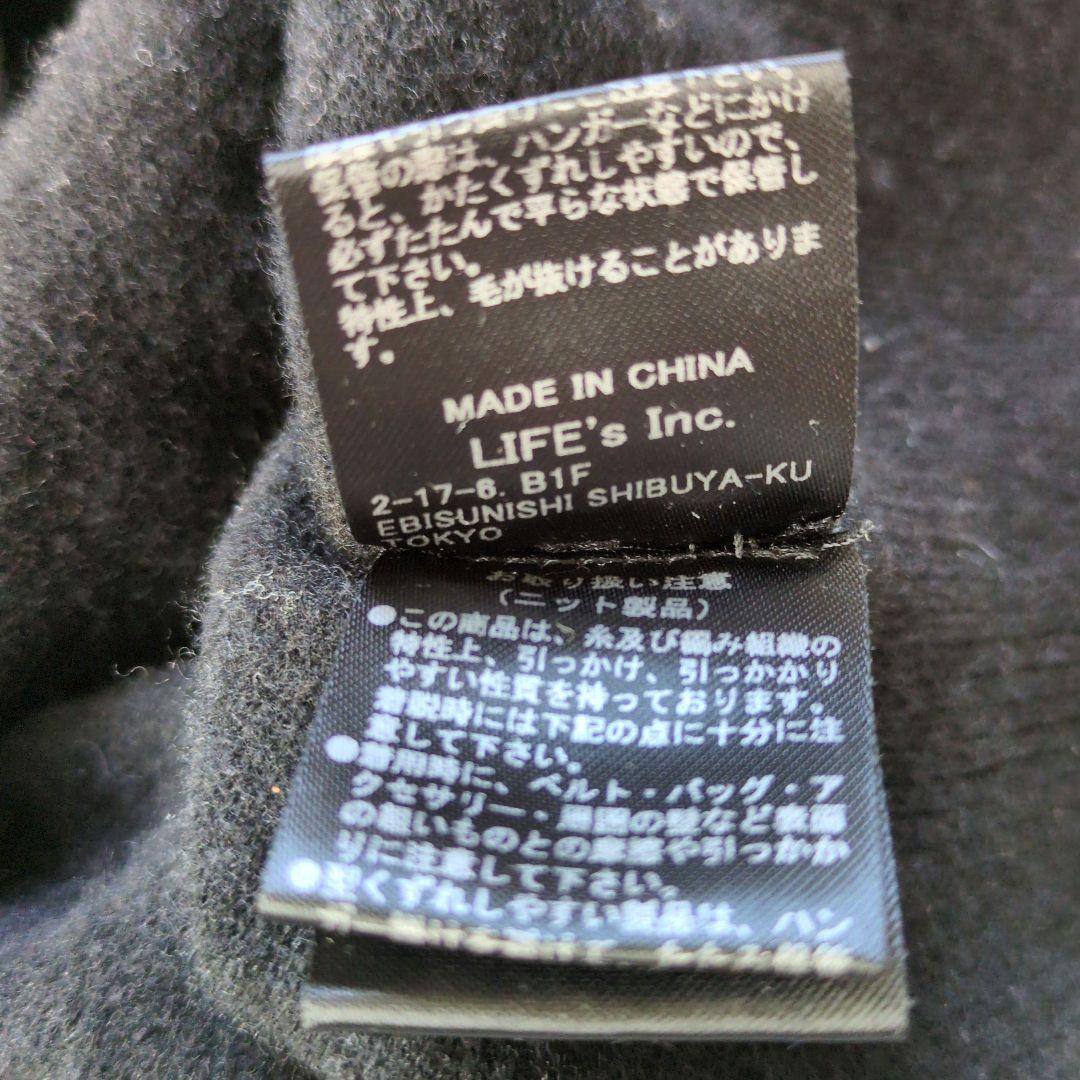 保管の際は、ハンガーなどにかけ
ると、かたくずれしやすいので、
必ずたたんで平らな状態で保管し
て下さい。
特性上、毛が抜けることがありま
す。
MADE IN CHINA
LIFE's Inc.
2-17-6. B1F
EBISUNISHI SHIBUYA-KU
TOKYO
お取り扱い注意
(ニット製品)
●この商品は、糸及び編み組織の
特性上、引っかけ、引っかかり
やすい性質を持っております。
着脱時には下記の点に十分に注
意して下さい。
●着用時に、ベルト・バッグ・ア
クセサリー・周囲の壁など表面
の粗いものとの摩擦や引っかか
りに注意して下さい。
●型くずれしやすい製品は、ハン